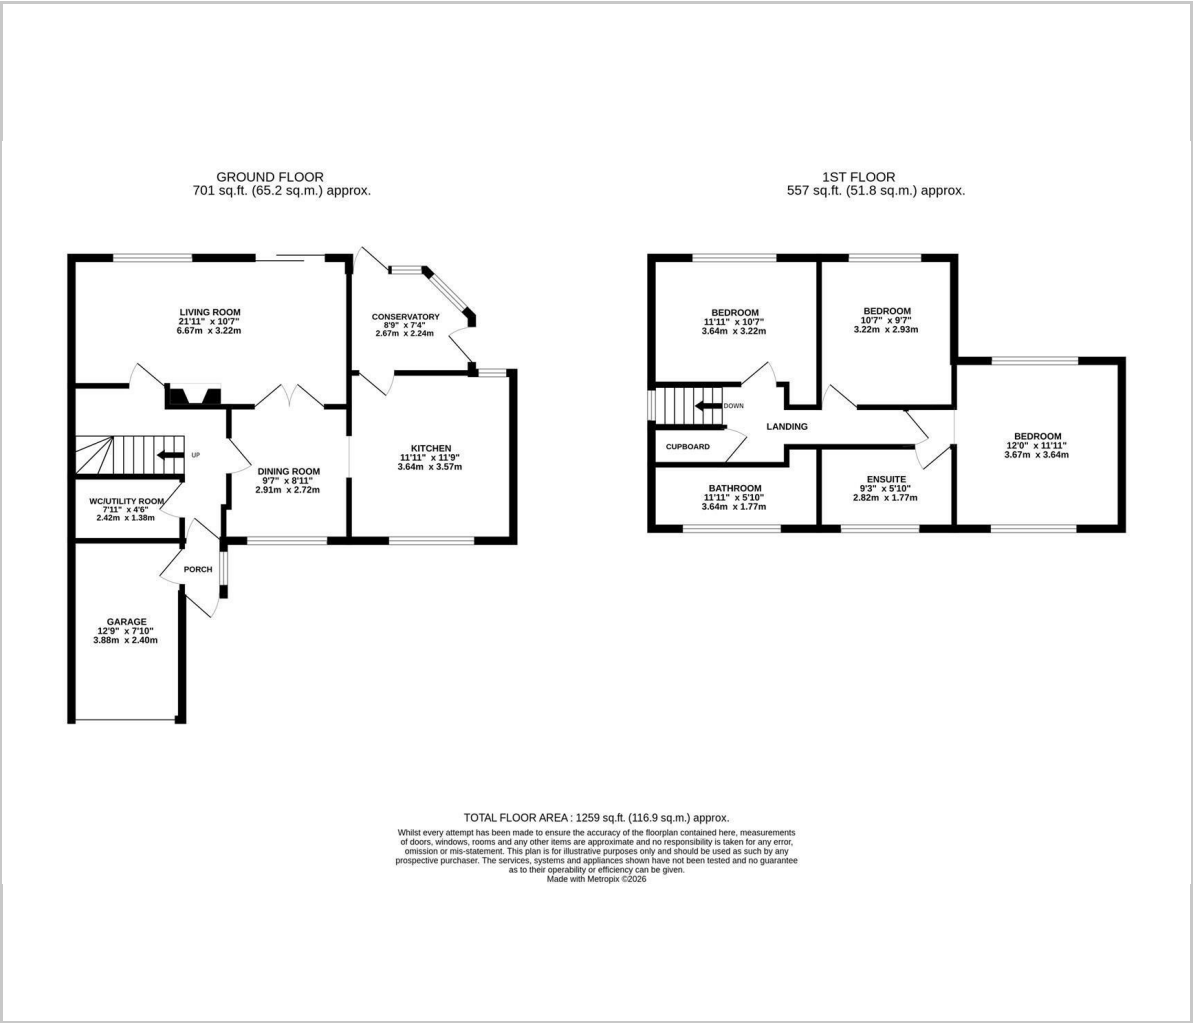 GROUND FLOOR
701 sq.ft. (65.2 sq.m.) approx.
1ST FLOOR
557 sq.ft. (51.8 sq.m.) approx.
LIVING ROOM
21'11" x 10'7"
6.67m x 3.22m
CONSERVATORY
8'9" x 7'4"
2.67m x 2.24m
KITCHEN
11'11" x 11'9"
3.64m x 3.57m
UP
DINING ROOM
9'7" x 8'11"
2.91m x 2.72m
WC/UTILITY ROOM
7'11" x 4'6"
2.42m x 1.38m
PORCH
GARAGE
12'9" x 7'10"
3.88m x 2.40m
BEDROOM
11'11" x 10'7"
3.64m x 3.22m
BEDROOM
10'7" x 9'7"
3.22m x 2.93m
DOWN
LANDING
CUPBOARD
BEDROOM
12'0" x 11'11"
3.67m x 3.64m
BATHROOM
11'11" x 5'10"
3.64m x 1.77m
ENSUITE
9'3" x 5'10"
2.82m x 1.77m
TOTAL FLOOR AREA : 1259 sq.ft. (116.9 sq.m.) approx.
Whilst every attempt has been made to ensure the accuracy of the floorplan contained here, measurements
of doors, windows, rooms and any other items are approximate and no responsibility is taken for any error,
omission or mis-statement. This plan is for illustrative purposes only and should be used as such by any
prospective purchaser. The services, systems and appliances shown have not been tested and no guarantee
as to their operability or efficiency can be given.
Made with Metropix ©2026